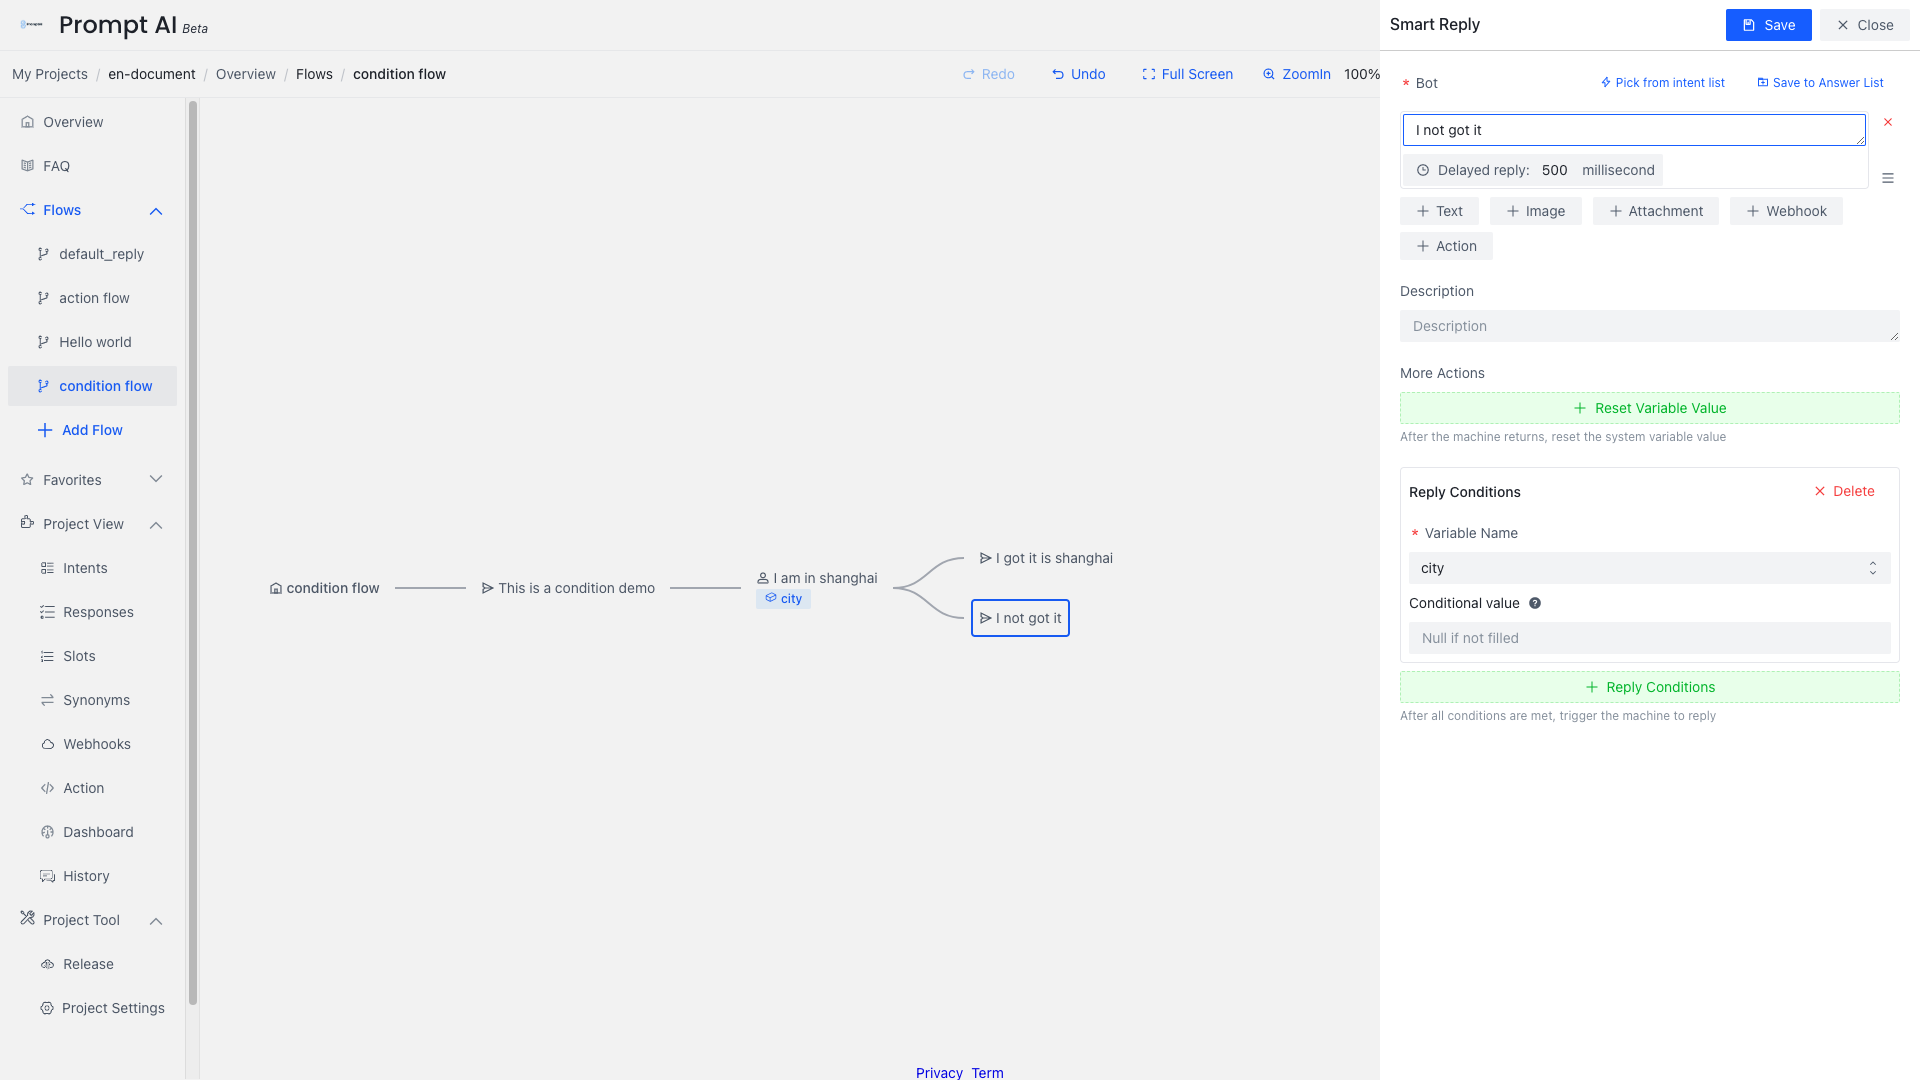 Prompt AI Beta
My Projects / en-document / Overview / Flows / condition flow
Redo Undo Full Screen ZoomIn 100%
Overview
FAQ
Flows
default_reply
action flow
Hello world
condition flow
Add Flow
Favorites
Project View
Intents
Responses
Slots
Synonyms
Webhooks
Action
Dashboard
History
Project Tool
Release
Project Settings
condition flow
This is a condition demo
I am in shanghai
city
I got it is shanghai
I not got it
Privacy Term
Smart Reply
Save Close
* Bot
Pick from intent list Save to Answer List
I not got it
Delayed reply: 500 millisecond
Text Image Attachment Webhook
Action
Description
Description
More Actions
Reset Variable Value
After the machine returns, reset the system variable value
Reply Conditions Delete
* Variable Name
city
Conditional value
Null if not filled
Reply Conditions
After all conditions are met, trigger the machine to reply